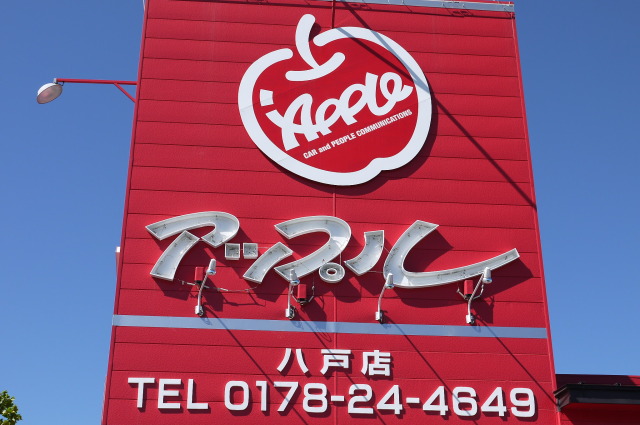 APPLE
CAR and PEOPLE COMMUNICATIONS
アップル
八戸店
TEL 0178-24-4649